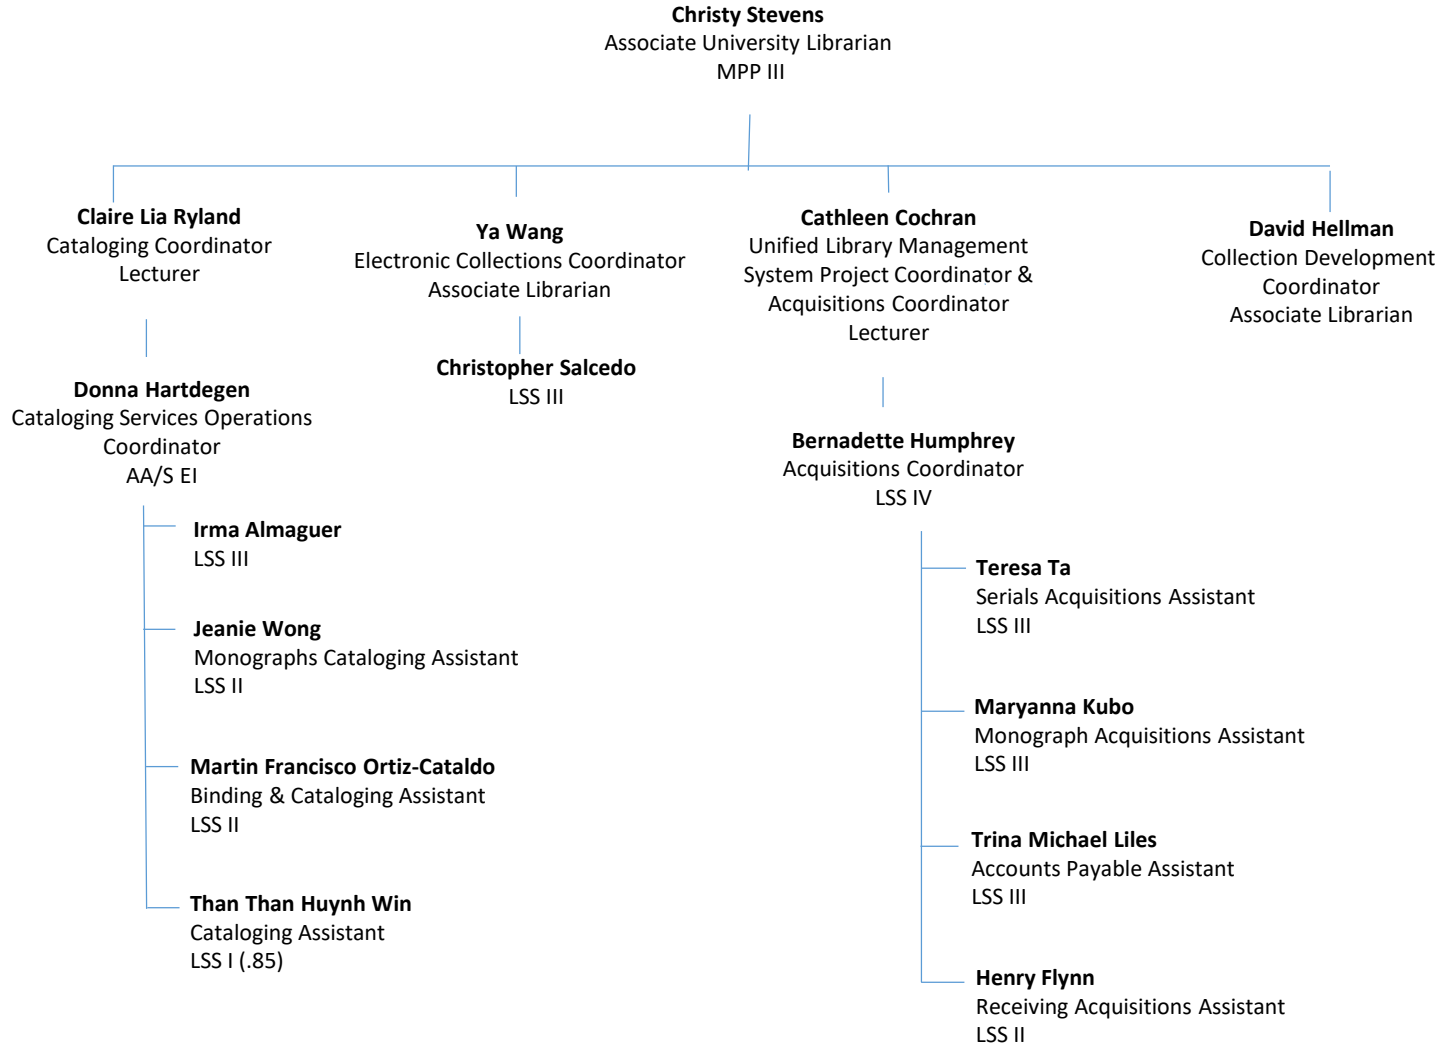 Christy Stevens
Associate University Librarian
MPP III
Claire Lia Ryland
Cataloging Coordinator
Lecturer
Ya Wang
Electronic Collections Coordinator
Associate Librarian
Cathleen Cochran
Unified Library Management
System Project Coordinator &
Acquisitions Coordinator
Lecturer
David Hellman
Collection Development
Coordinator
Associate Librarian
Donna Hartdegen
Cataloging Services Operations
Coordinator
AA/S EI
Christopher Salcedo
LSS III
Bernadette Humphrey
Acquisitions Coordinator
LSS IV
Irma Almaguer
LSS III
Jeanie Wong
Monographs Cataloging Assistant
LSS II
Martin Francisco Ortiz-Cataldo
Binding & Cataloging Assistant
LSS II
Than Than Huynh Win
Cataloging Assistant
LSS I (.85)
Teresa Ta
Serials Acquisitions Assistant
LSS III
Maryanna Kubo
Monograph Acquisitions Assistant
LSS III
Trina Michael Liles
Accounts Payable Assistant
LSS III
Henry Flynn
Receiving Acquisitions Assistant
LSS II